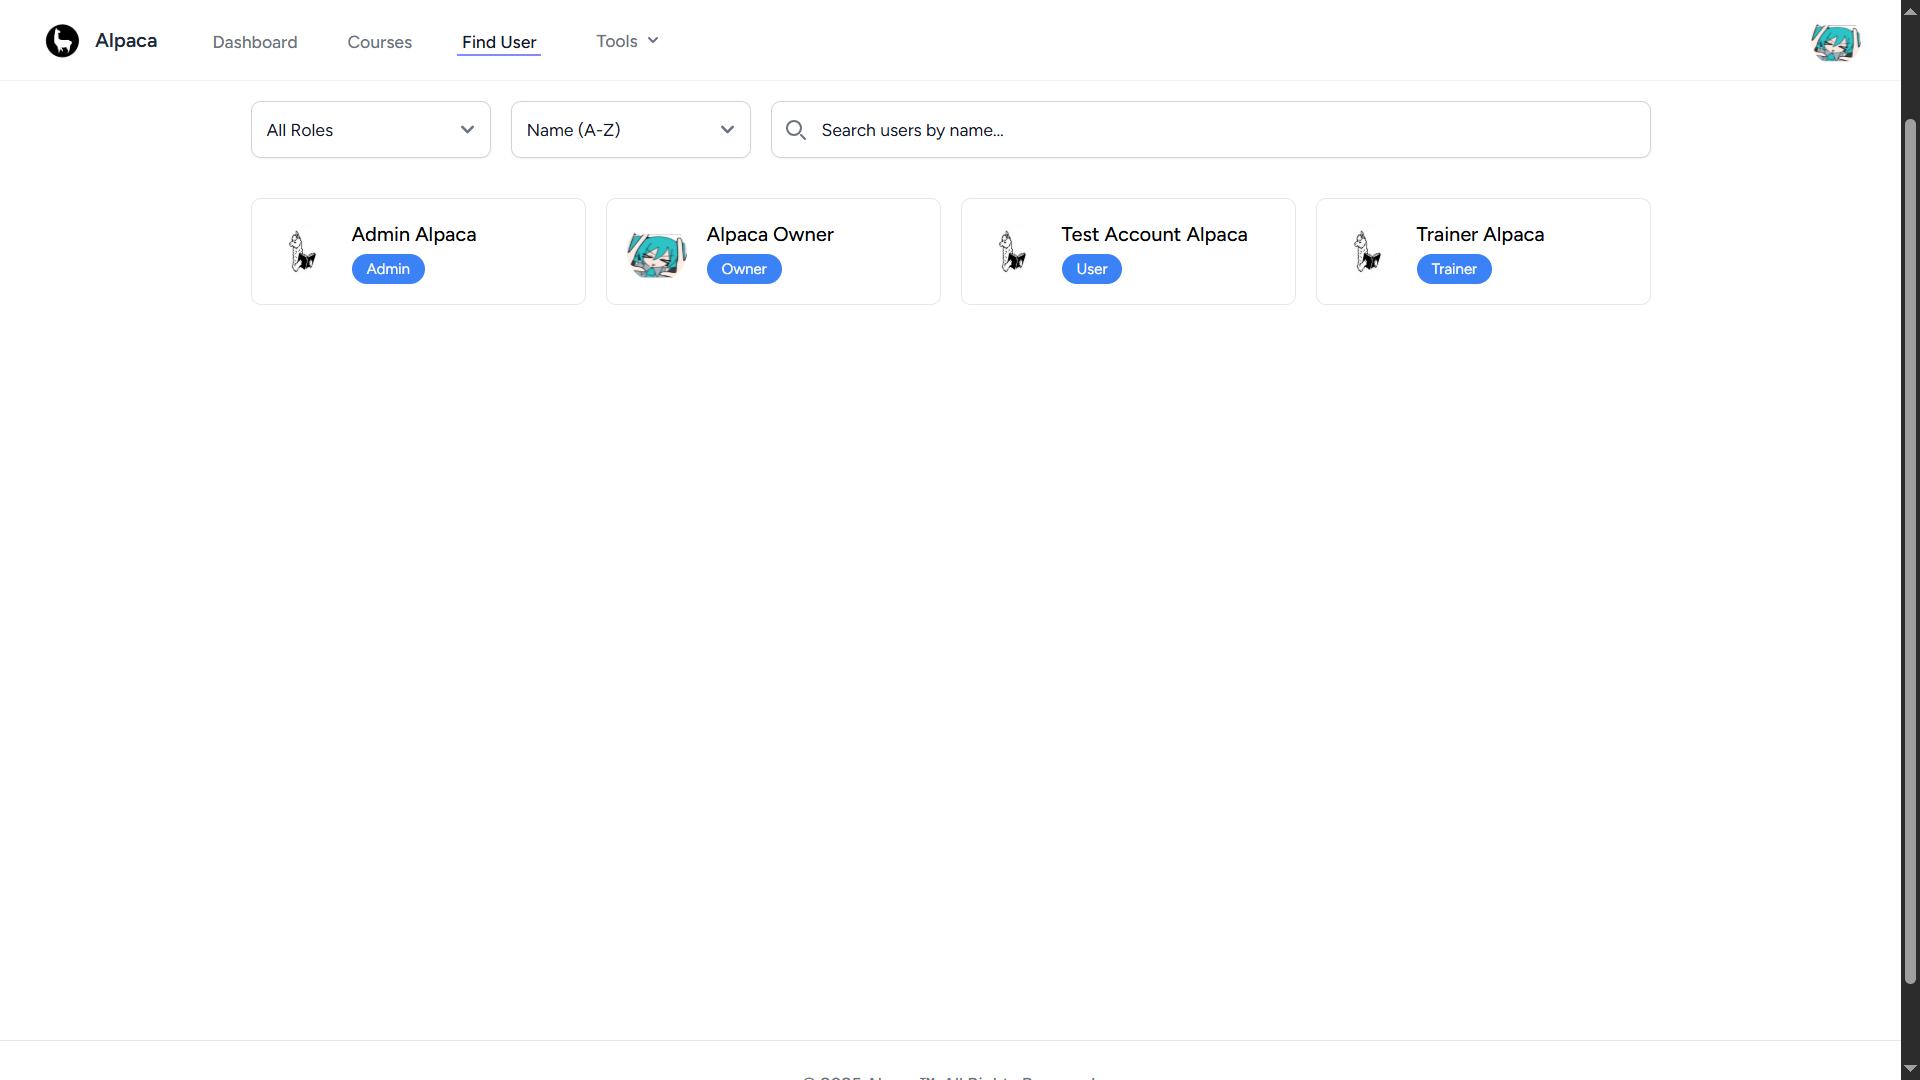 Alpaca
Dashboard
Courses
Find User
Tools
All Roles
Name (A-Z)
Search users by name...
Admin Alpaca
Admin
Alpaca Owner
Owner
Test Account Alpaca
User
Trainer Alpaca
Trainer